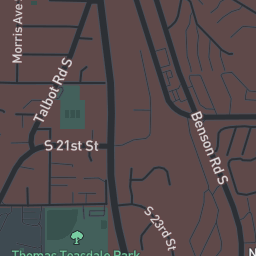 Morris Ave
Talbot Rd S
Benson Rd S
S 21st St
S 23rd St
Thomas Teasdale Park
N